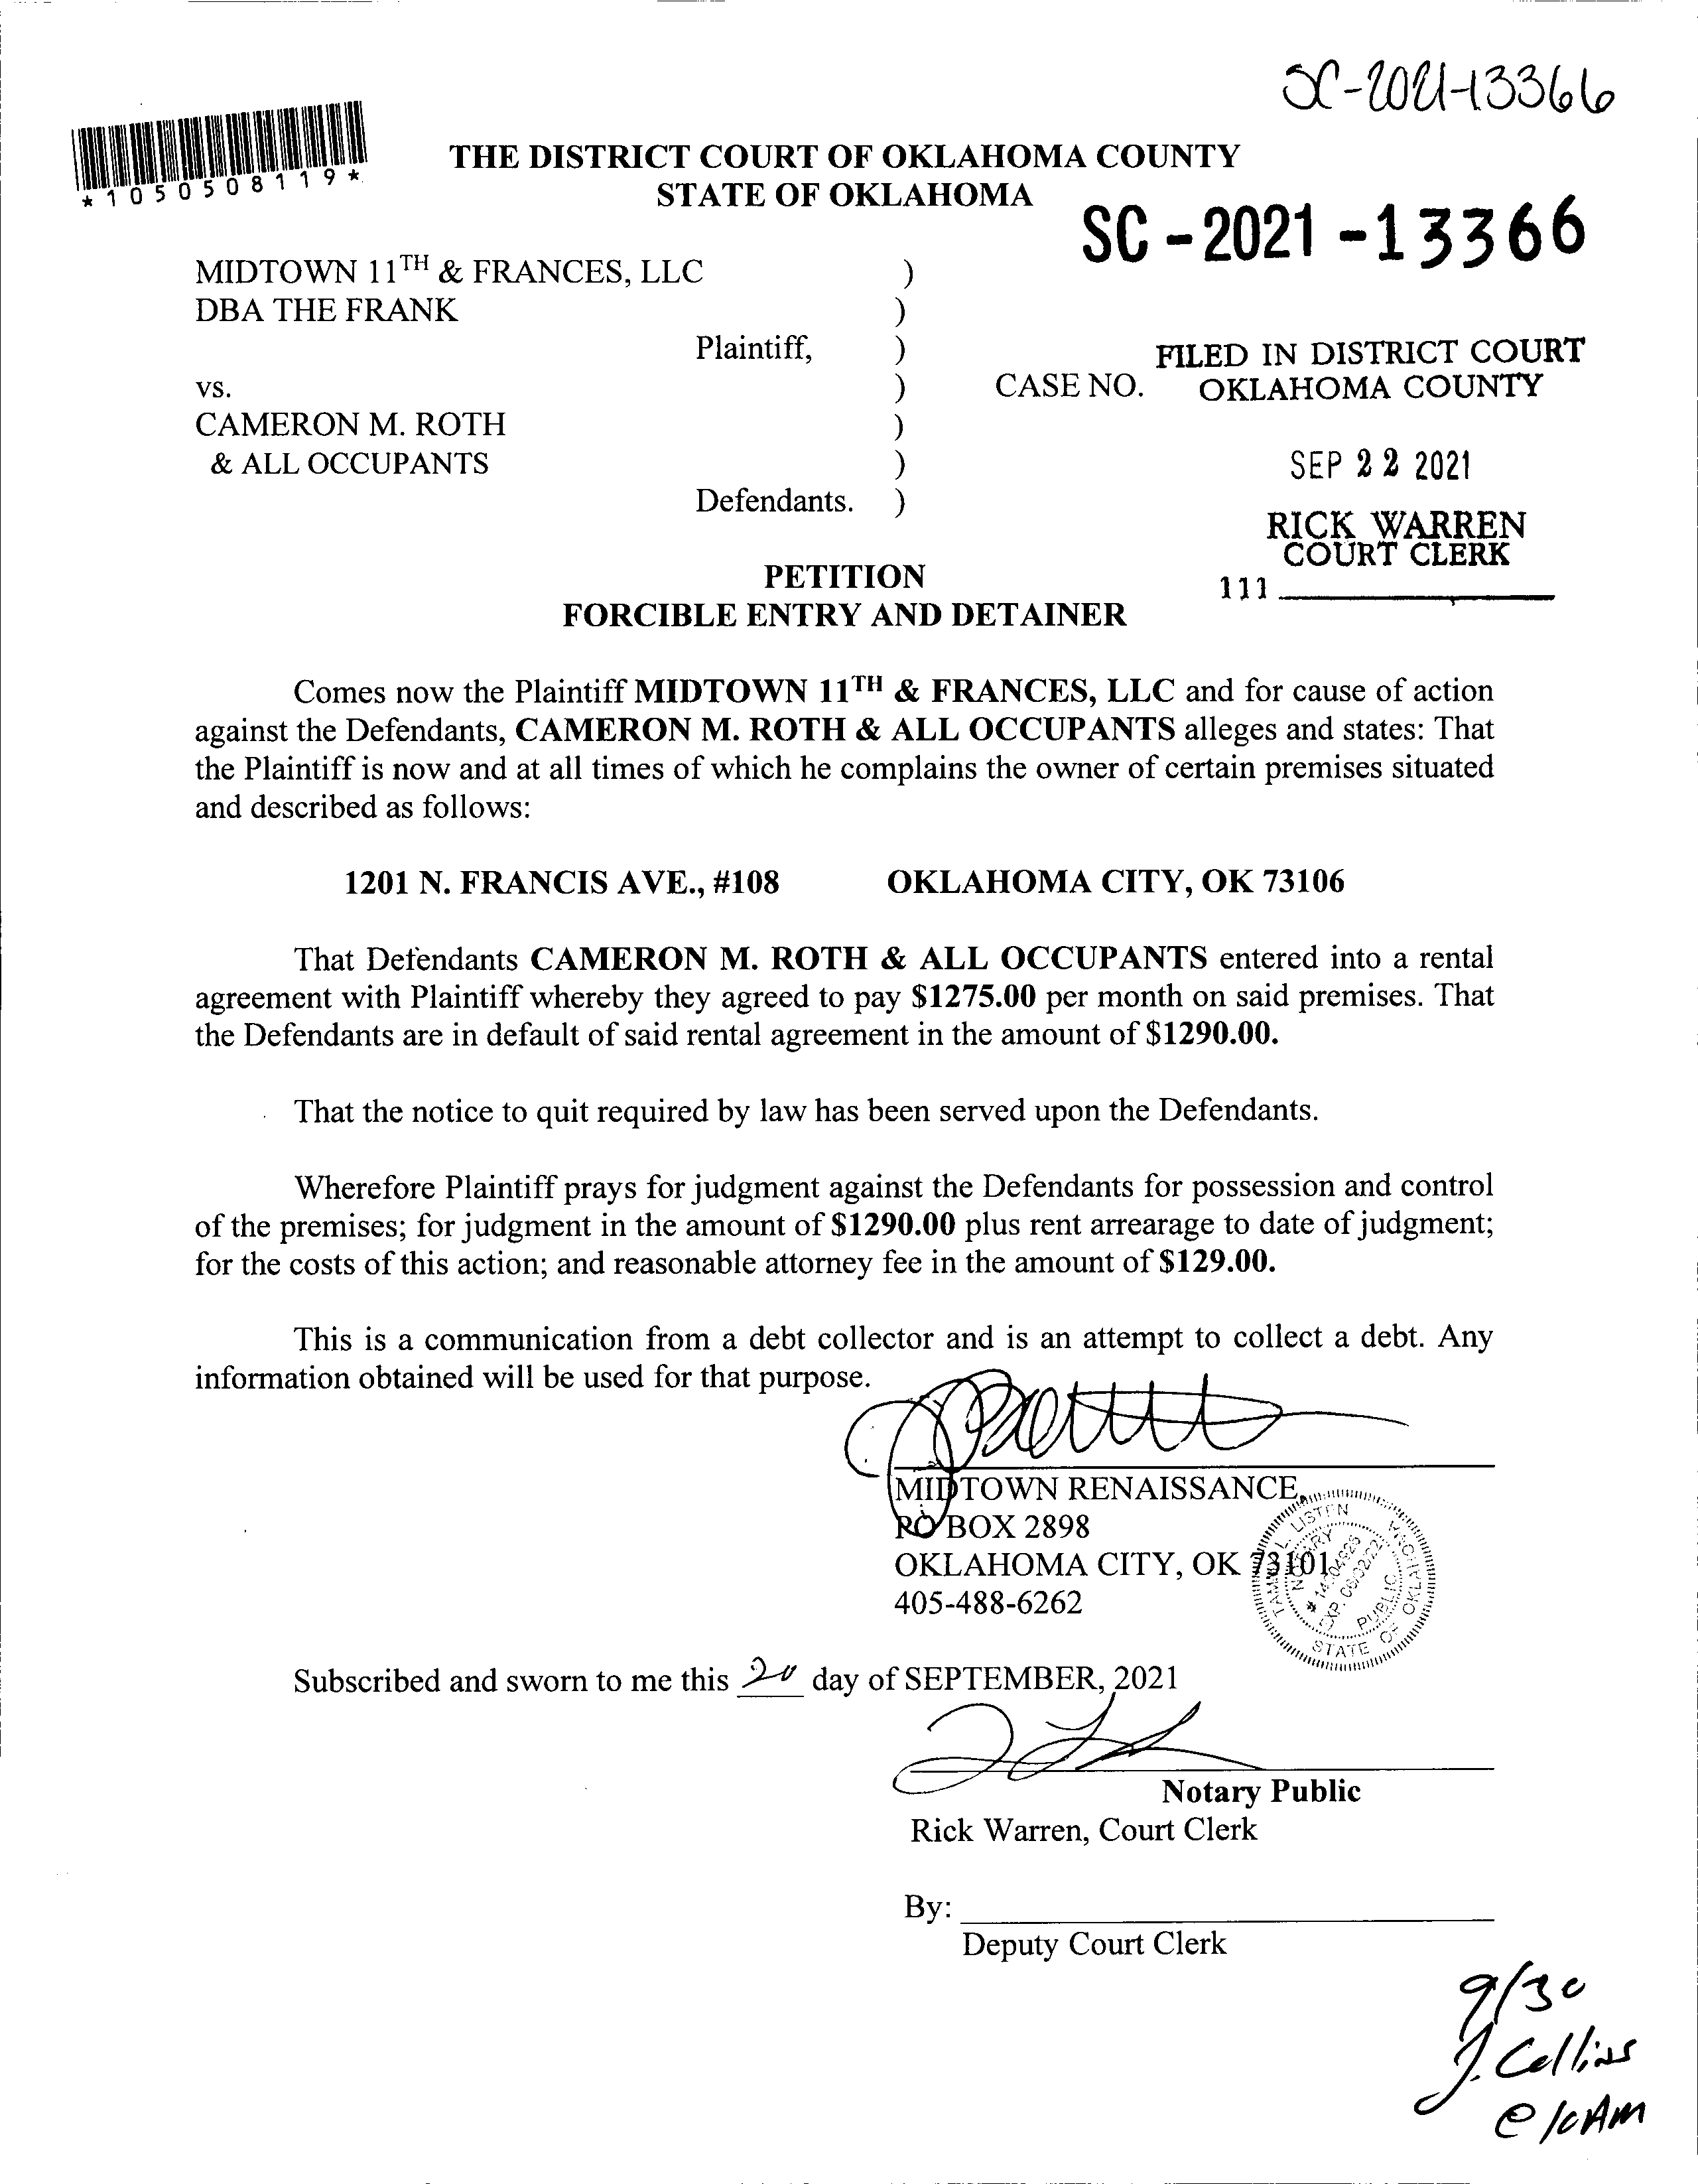 SC-2021-13366
*1050508119*
THE DISTRICT COURT OF OKLAHOMA COUNTY
STATE OF OKLAHOMA
SC-2021-13366
MIDTOWN 11TH & FRANCES, LLC )
DBA THE FRANK )
Plaintiff, )
FILED IN DISTRICT COURT
OKLAHOMA COUNTY
vs. ) CASE NO.
CAMERON M. ROTH )
& ALL OCCUPANTS )
SEP 22 2021
Defendants. )
RICK WARREN
COURT CLERK
111
PETITION
FORCIBLE ENTRY AND DETAINER
Comes now the Plaintiff MIDTOWN 11TH & FRANCES, LLC and for cause of action
against the Defendants, CAMERON M. ROTH & ALL OCCUPANTS alleges and states: That
the Plaintiff is now and at all times of which he complains the owner of certain premises situated
and described as follows:
1201 N. FRANCIS AVE., #108 OKLAHOMA CITY, OK 73106
That Defendants CAMERON M. ROTH & ALL OCCUPANTS entered into a rental
agreement with Plaintiff whereby they agreed to pay $1275.00 per month on said premises. That
the Defendants are in default of said rental agreement in the amount of $1290.00.
That the notice to quit required by law has been served upon the Defendants.
Wherefore Plaintiff prays for judgment against the Defendants for possession and control
of the premises; for judgment in the amount of $1290.00 plus rent arrearage to date of judgment;
for the costs of this action; and reasonable attorney fee in the amount of $129.00.
This is a communication from a debt collector and is an attempt to collect a debt. Any
information obtained will be used for that purpose.
MIDTOWN RENAISSANCE,
PO BOX 2898
OKLAHOMA CITY, OK 73101
405-488-6262
TAMMI L. LISTEN
NOTARY PUBLIC
STATE OF OKLAHOMA
Subscribed and sworn to me this 20 day of SEPTEMBER, 2021
Notary Public
Rick Warren, Court Clerk
By:
Deputy Court Clerk
9/30
J. Collins
@ 10 AM